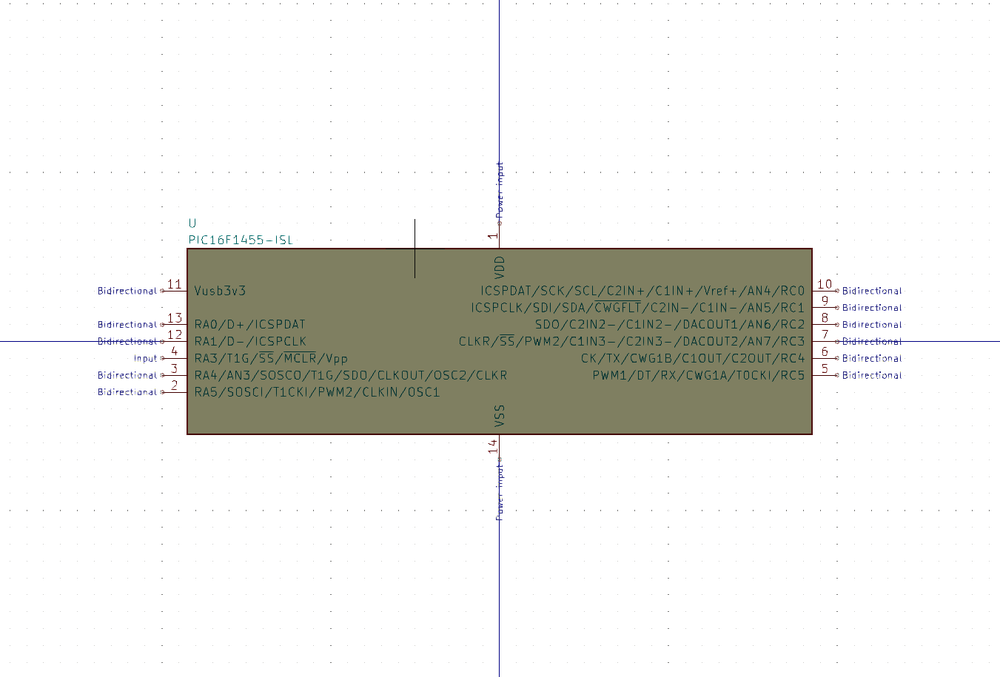 Power input
1
U
PIC16F1455-ISL
VDD
Bidirectional 11 Vusb3v3
ICSPDAT/SCK/SCL/C2IN+/C1IN+/Vref+/AN4/RC0 10 Bidirectional
ICSPCLK/SDI/SDA/CWGFLT/C2IN-/C1IN-/AN5/RC1 9 Bidirectional
Bidirectional 13 RA0/D+/ICSPDAT
SDO/C2IN2-/C1IN2-/DACOUT1/AN6/RC2 8 Bidirectional
Bidirectional 12 RA1/D-/ICSPCLK
CLKR/SS/PWM2/C1IN3-/C2IN3-/DACOUT2/AN7/RC3 7 Bidirectional
Input 4 RA3/T1G/SS/MCLR/Vpp
CK/TX/CWG1B/C1OUT/C2OUT/RC4 6 Bidirectional
Bidirectional 3 RA4/AN3/SOSCO/T1G/SDO/CLKOUT/OSC2/CLKR
PWM1/DT/RX/CWG1A/T0CKI/RC5 5 Bidirectional
Bidirectional 2 RA5/SOSCI/T1CKI/PWM2/CLKIN/OSC1
VSS
14
Power input